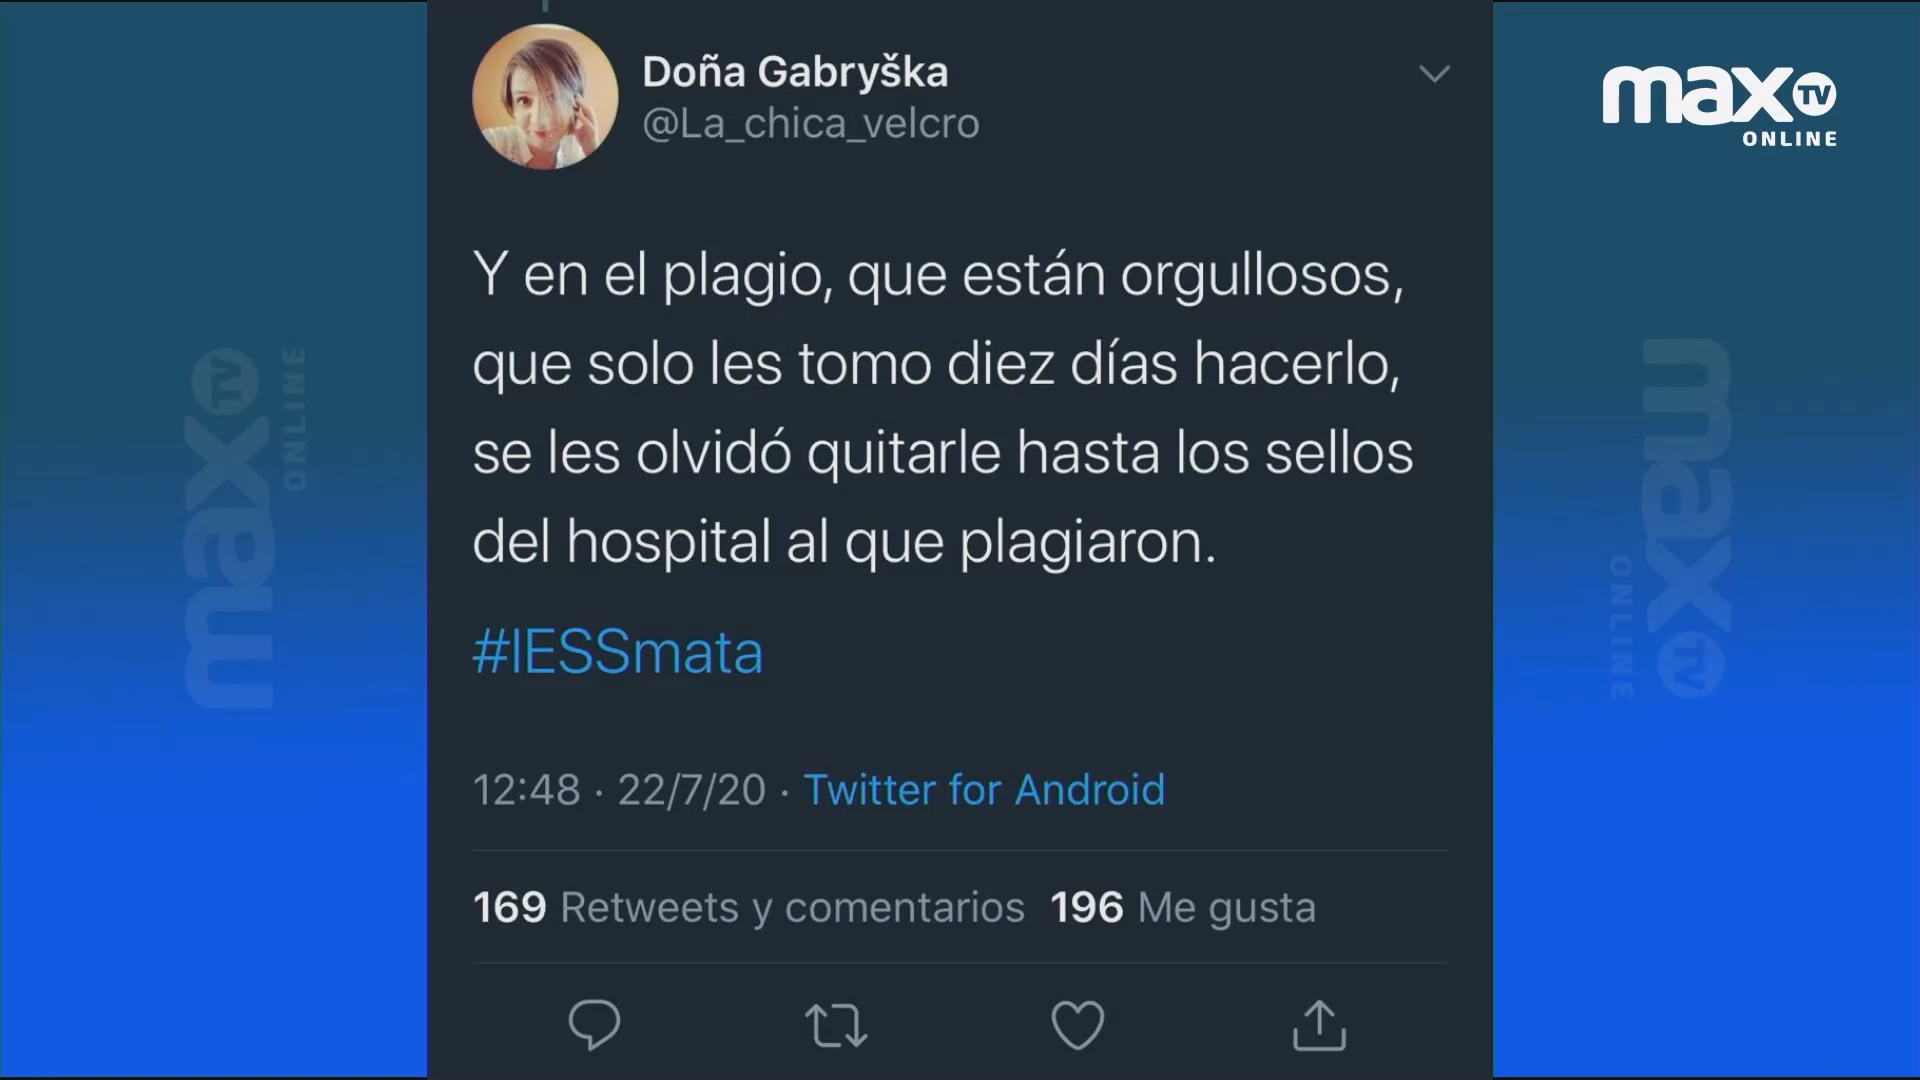 Doña Gabryška
@La_chica_velcro
max TV
ONLINE
Y en el plagio, que están orgullosos,
que solo les tomo diez días hacerlo,
se les olvidó quitarle hasta los sellos
del hospital al que plagiaron.
#IESSmata
12:48 · 22/7/20 · Twitter for Android
169 Retweets y comentarios 196 Me gusta
max TV
ONLINE
max TV
ONLINE